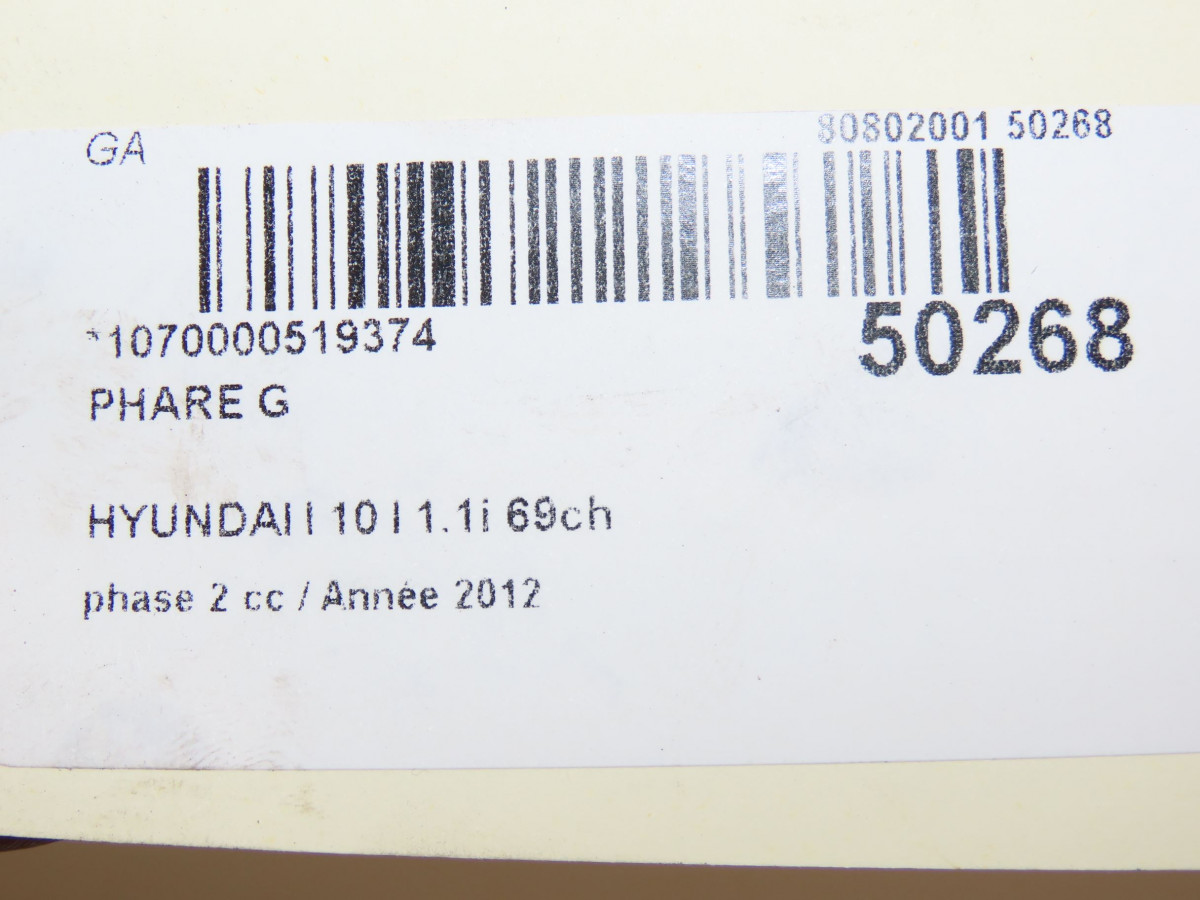 GA
80802001 50268
*1070000519374
50268
PHARE G
HYUNDAI I 10 I 1.1i 69ch
phase 2 cc / Année 2012